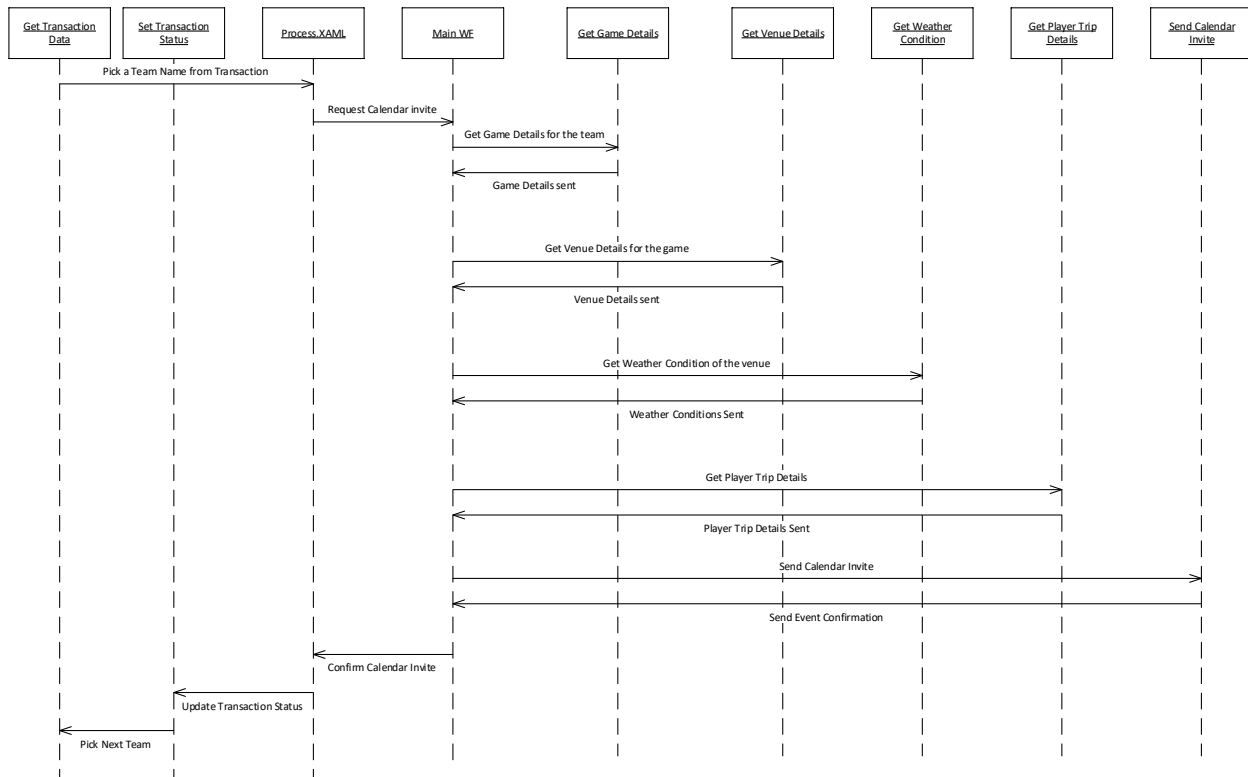 Get Transaction
Data
Set Transaction
Status
Process.XAML
Main WF
Get Game Details
Get Venue Details
Get Weather
Condition
Get Player Trip
Details
Send Calendar
Invite
Pick a Team Name from Transaction
Request Calendar invite
Get Game Details for the team
Game Details sent
Get Venue Details for the game
Venue Details sent
Get Weather Condition of the venue
Weather Conditions Sent
Get Player Trip Details
Player Trip Details Sent
Send Calendar Invite
Send Event Confirmation
Confirm Calendar Invite
Update Transaction Status
Pick Next Team